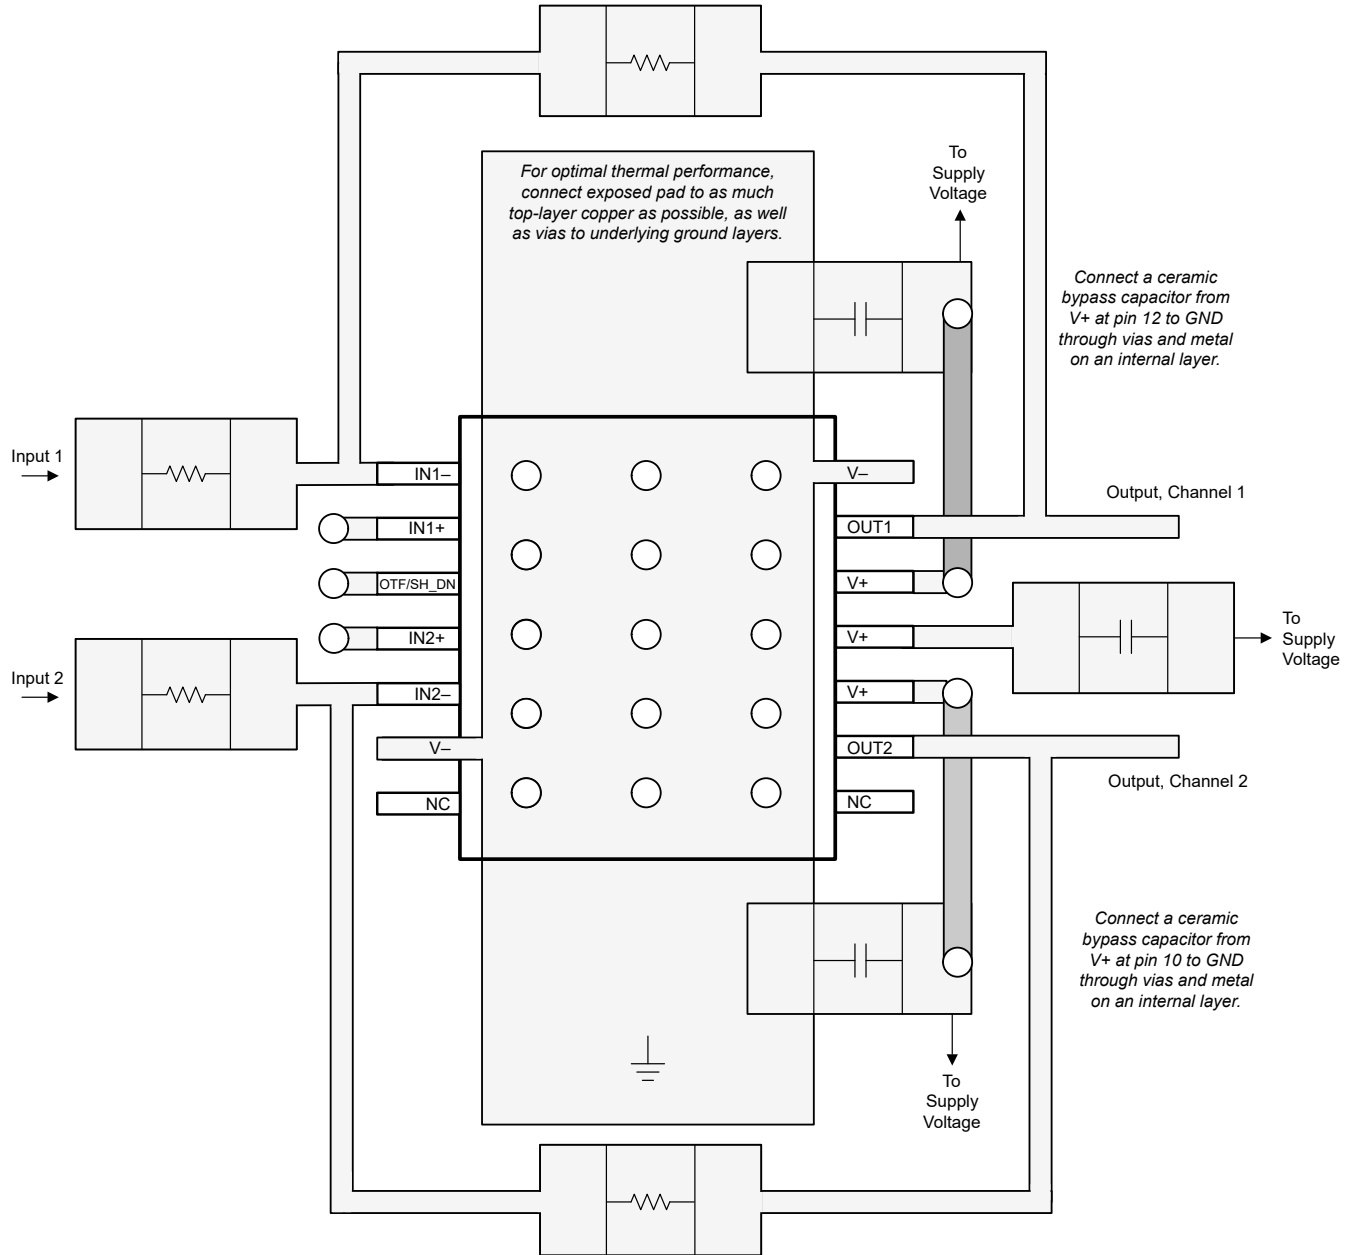 For optimal thermal performance,
connect exposed pad to as much
top-layer copper as possible, as well
as vias to underlying ground layers.
To
Supply
Voltage
Connect a ceramic
bypass capacitor from
V+ at pin 12 to GND
through vias and metal
on an internal layer.
Input 1
IN1–
IN1+
OTF/SH_DN
IN2+
Input 2
IN2–
V–
NC
V–
OUT1
V+
V+
V+
OUT2
NC
Output, Channel 1
To
Supply
Voltage
Output, Channel 2
Connect a ceramic
bypass capacitor from
V+ at pin 10 to GND
through vias and metal
on an internal layer.
To
Supply
Voltage